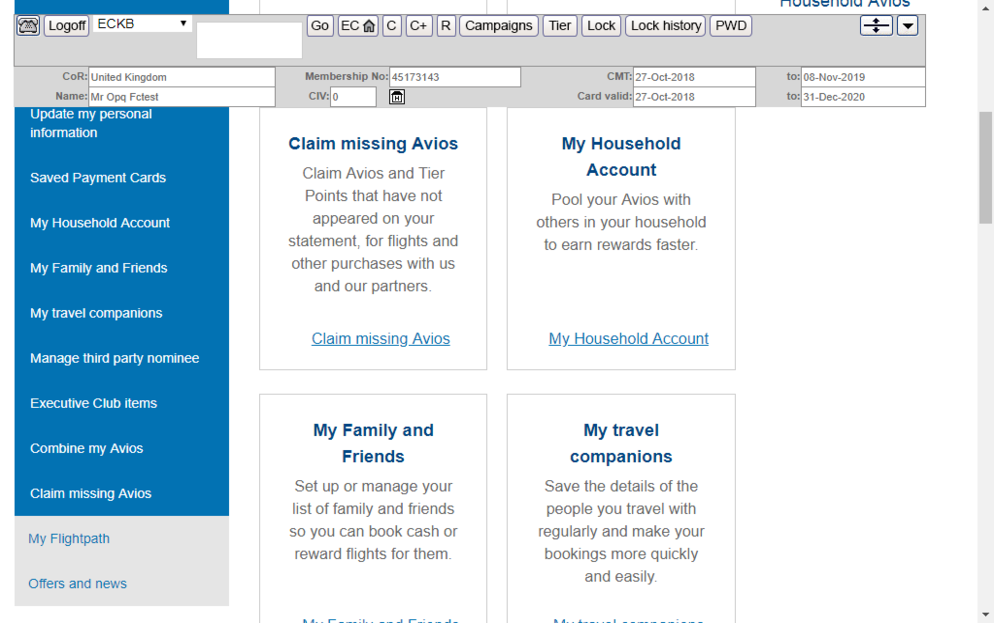 Household Avios
Logoff ECKB Go EC C C+ R Campaigns Tier Lock Lock history PWD
CoR: United Kingdom Membership No: 45173143 CMT: 27-Oct-2018 to: 08-Nov-2019
Name: Mr Opq Fctest CIV: 0 H Card valid: 27-Oct-2018 to: 31-Dec-2020
Update my personal
information
Saved Payment Cards
My Household Account
My Family and Friends
My travel companions
Manage third party nominee
Executive Club items
Combine my Avios
Claim missing Avios
My Flightpath
Offers and news
Claim missing Avios
Claim Avios and Tier
Points that have not
appeared on your
statement, for flights and
other purchases with us
and our partners.
Claim missing Avios
My Household
Account
Pool your Avios with
others in your household
to earn rewards faster.
My Household Account
My Family and
Friends
Set up or manage your
list of family and friends
so you can book cash or
reward flights for them.
My Family and Friends
My travel
companions
Save the details of the
people you travel with
regularly and make your
bookings more quickly
and easily.
My travel companions